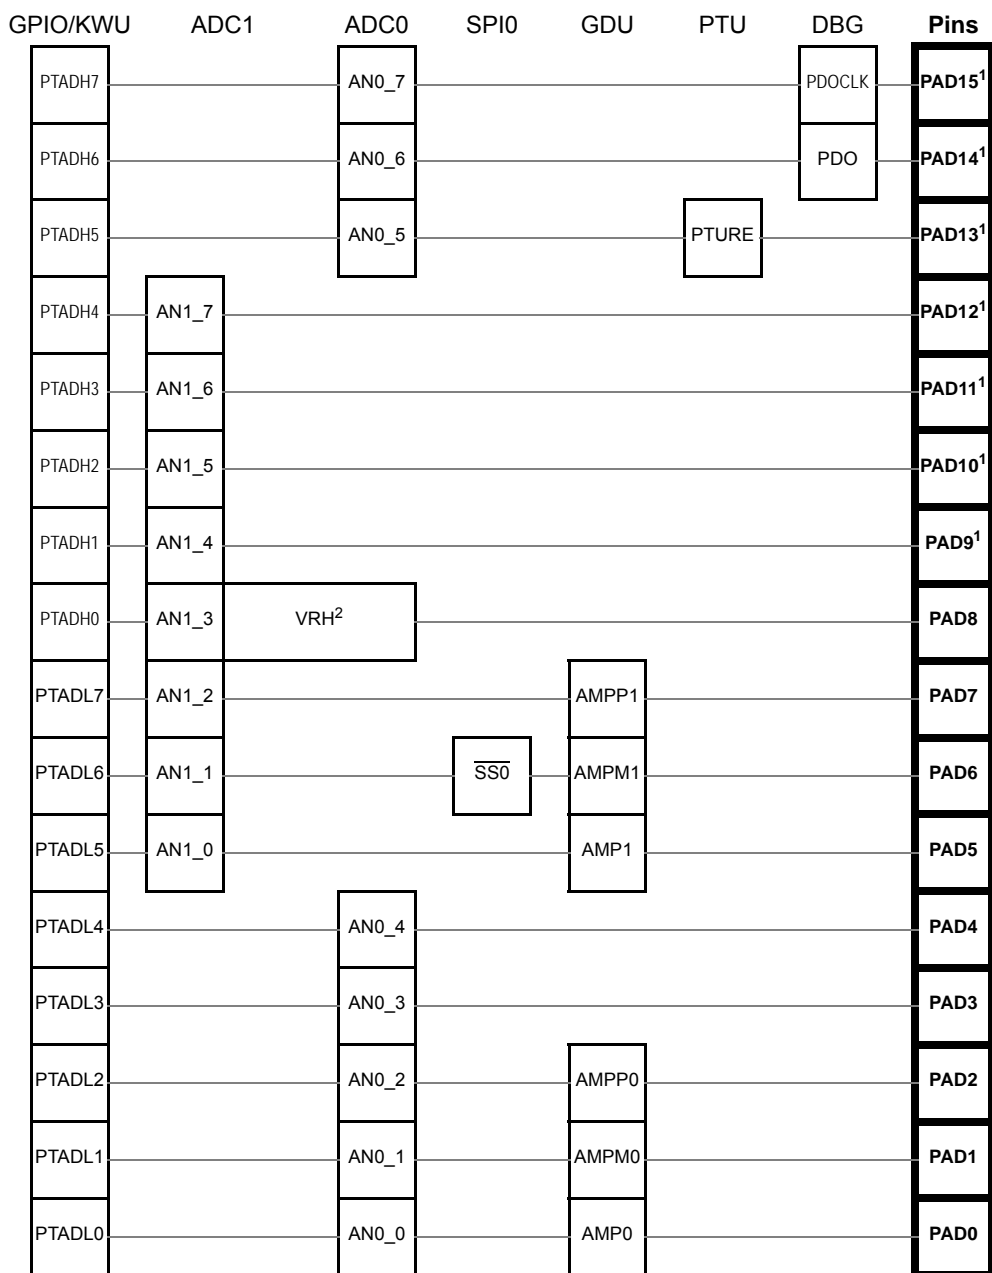 GPIO/KWU ADC1 ADC0 SPI0 GDU PTU DBG Pins
PTADH7 AN0_7 PDOCLK PAD15¹
PTADH6 AN0_6 PDO PAD14¹
PTADH5 AN0_5 PTURE PAD13¹
PTADH4 AN1_7 PAD12¹
PTADH3 AN1_6 PAD11¹
PTADH2 AN1_5 PAD10¹
PTADH1 AN1_4 PAD9¹
PTADH0 AN1_3 VRH² PAD8
PTADL7 AN1_2 AMPP1 PAD7
PTADL6 AN1_1 S̅S̅0̅ AMPM1 PAD6
PTADL5 AN1_0 AMP1 PAD5
PTADL4 AN0_4 PAD4
PTADL3 AN0_3 PAD3
PTADL2 AN0_2 AMPP0 PAD2
PTADL1 AN0_1 AMPM0 PAD1
PTADL0 AN0_0 AMP0 PAD0